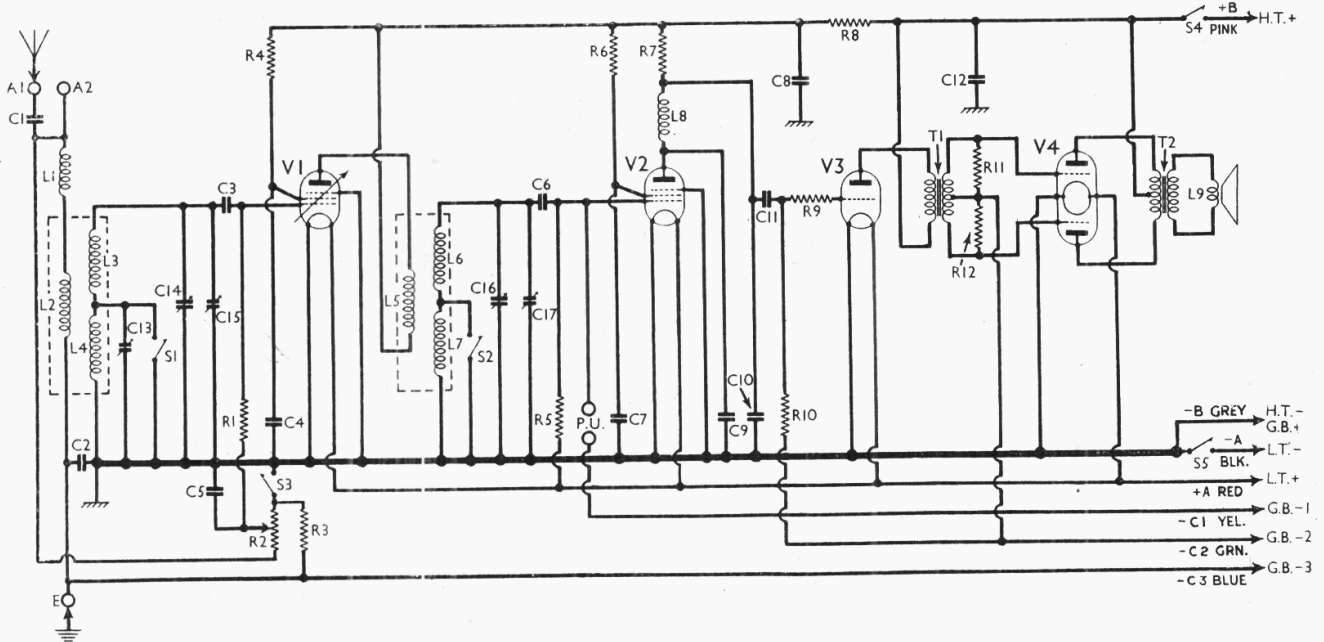 +B
H.T.+
S4 PINK
R4
R6
R7
R8
A1
A2
C8
C12
C1
L8
T1
T2
V1
V2
V3
V4
R11
L1
C3
C6
C11
R9
L9
R12
L3
L6
C14
C16
L2
C15
L5
C17
C13
L4
S1
L7
S2
C10
R1
C4
R5
P.U.
C7
C9
R10
-B GREY
H.T.-
G.B.+
C2
-A
L.T.-
S5
BLK.
C5
S3
L.T.+
+A RED
G.B.-1
R2
R3
-C1 YEL.
G.B.-2
-C2 GRN.
G.B.-3
-C3 BLUE
E